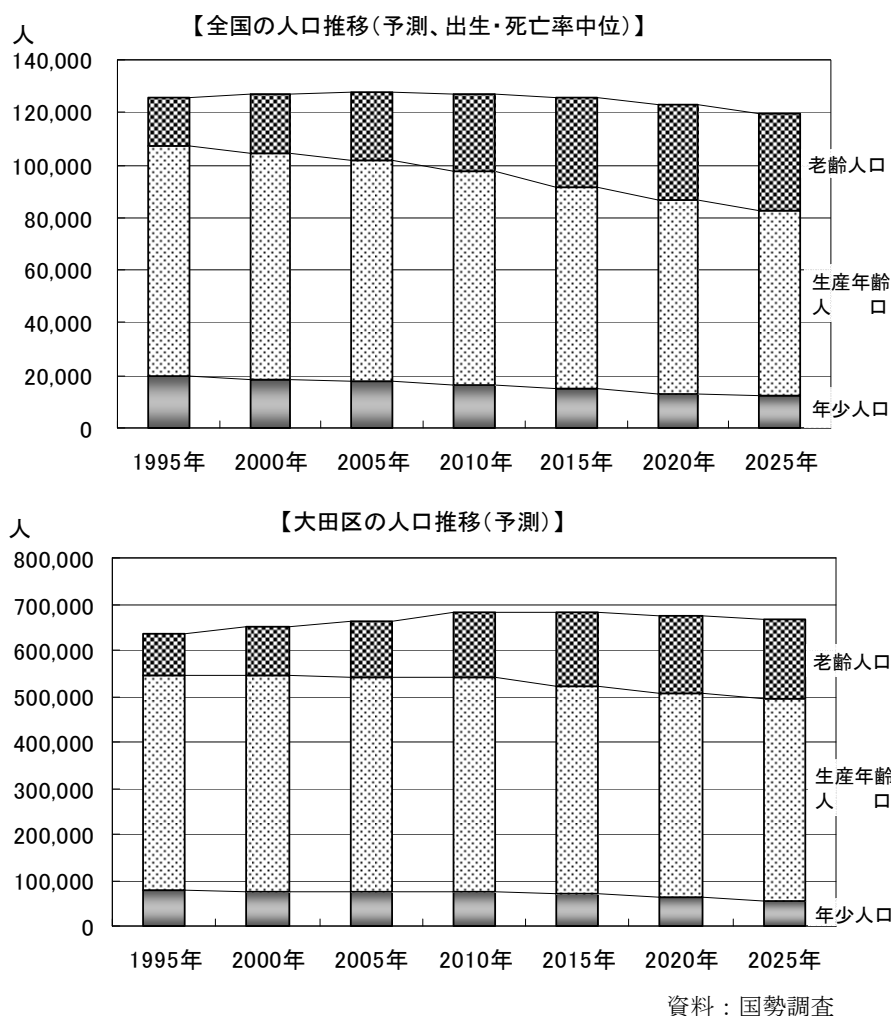 【全国の人口推移(予測、出生・死亡率中位)】
人
140,000
120,000
100,000
80,000
60,000
40,000
20,000
0
老齢人口
生産年齢
人 口
年少人口
1995年 2000年 2005年 2010年 2015年 2020年 2025年
【大田区の人口推移(予測)】
人
800,000
700,000
600,000
500,000
400,000
300,000
200,000
100,000
0
老齢人口
生産年齢
人 口
年少人口
1995年 2000年 2005年 2010年 2015年 2020年 2025年
資料:国勢調査